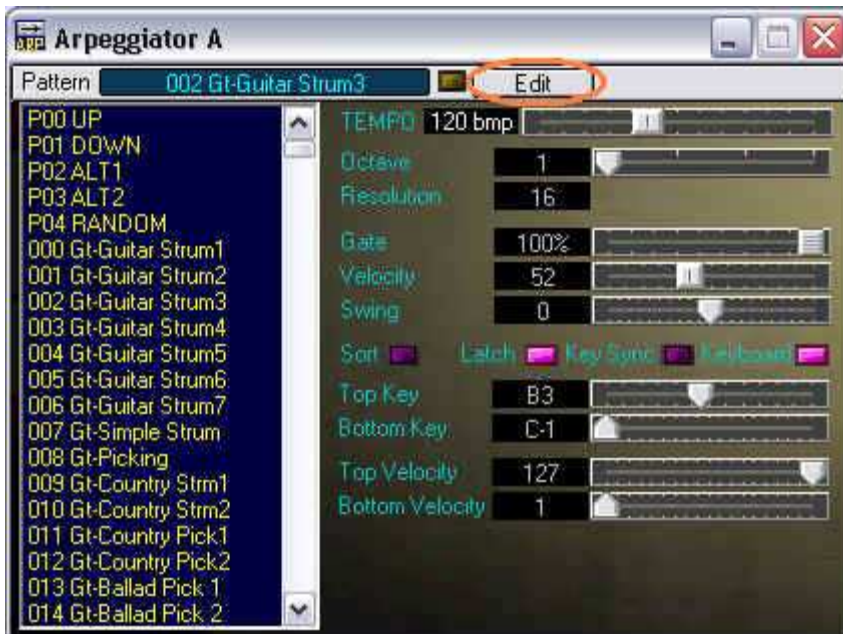 ARP Arpeggiator A
Pattern 002 Gt-Guitar Strum3 Edit
P00 UP
P01 DOWN
P02 ALT1
P03 ALT2
P04 RANDOM
000 Gt-Guitar Strum1
001 Gt-Guitar Strum2
002 Gt-Guitar Strum3
003 Gt-Guitar Strum4
004 Gt-Guitar Strum5
005 Gt-Guitar Strum6
006 Gt-Guitar Strum7
007 Gt-Simple Strum
008 Gt-Picking
009 Gt-Country Strm1
010 Gt-Country Strm2
011 Gt-Country Pick1
012 Gt-Country Pick2
013 Gt-Ballad Pick 1
014 Gt-Ballad Pick 2
TEMPO 120 bmp
Octave 1
Resolution 16
Gate 100%
Velocity 52
Swing 0
Sort Latch Key Sync Keyboard
Top Key B3
Bottom Key C-1
Top Velocity 127
Bottom Velocity 1